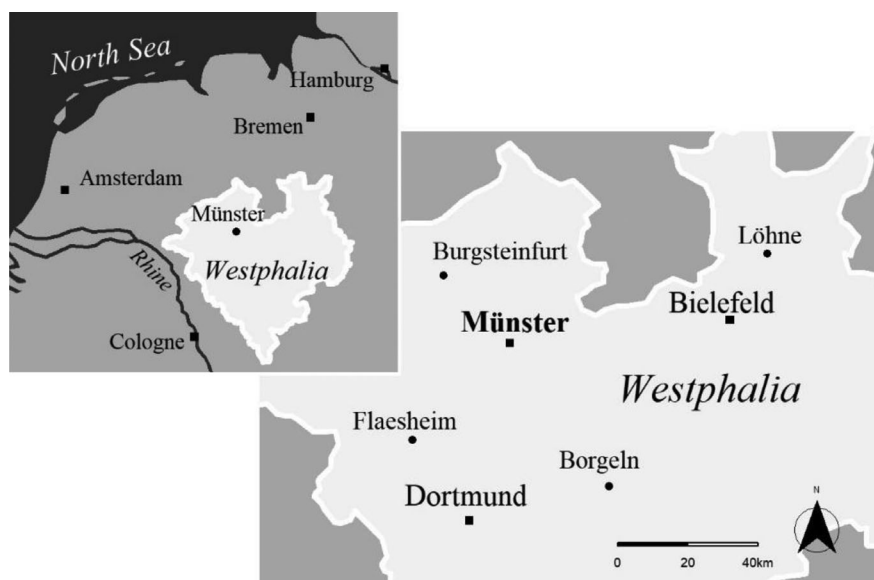 North Sea
Hamburg
Bremen
Amsterdam
Münster
Rhine
Westphalia
Cologne
Burgsteinfurt
Löhne
Münster
Bielefeld
Westphalia
Flaesheim
Borgeln
Dortmund
N
0 20 40km